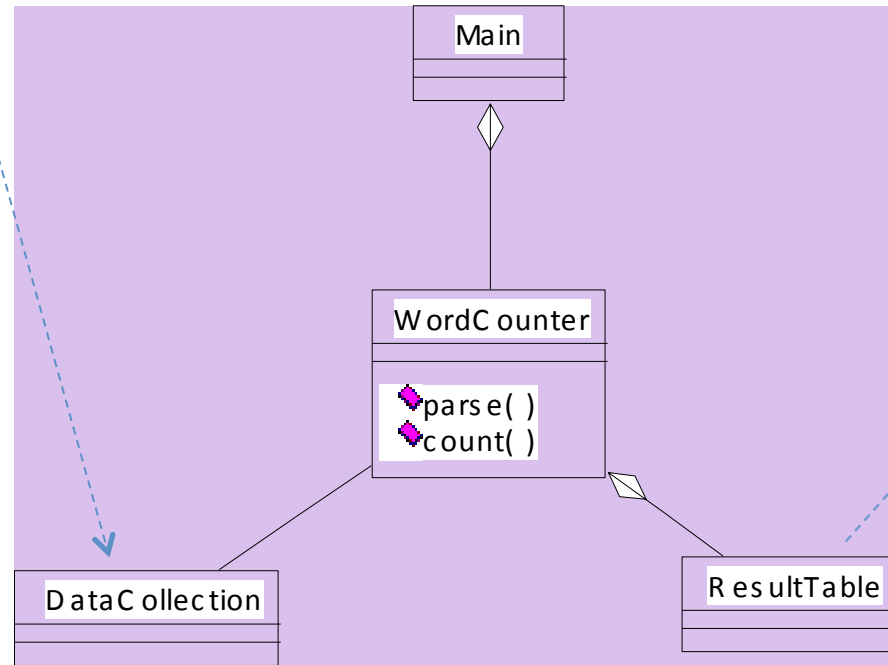 Main
WordCounter
parse()
count()
DataCollection
ResultTable